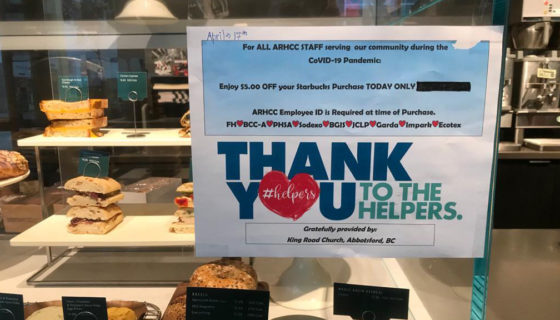 April 17th
For ALL ARHCC STAFF serving our community during the
CoVID-19 Pandemic:
Enjoy $5.00 OFF your Starbucks Purchase TODAY ONLY
ARHCC Employee ID is Required at time of Purchase.
FH♥BCC-A♥PHSA♥Sodexo♥BGIS♥JCLP♥Garda♥Impark♥Ecotex
THANK
YOU
#helpers
TO THE
HELPERS.
Gratefully provided by:
King Road Church, Abbotsford, BC
BAGELS